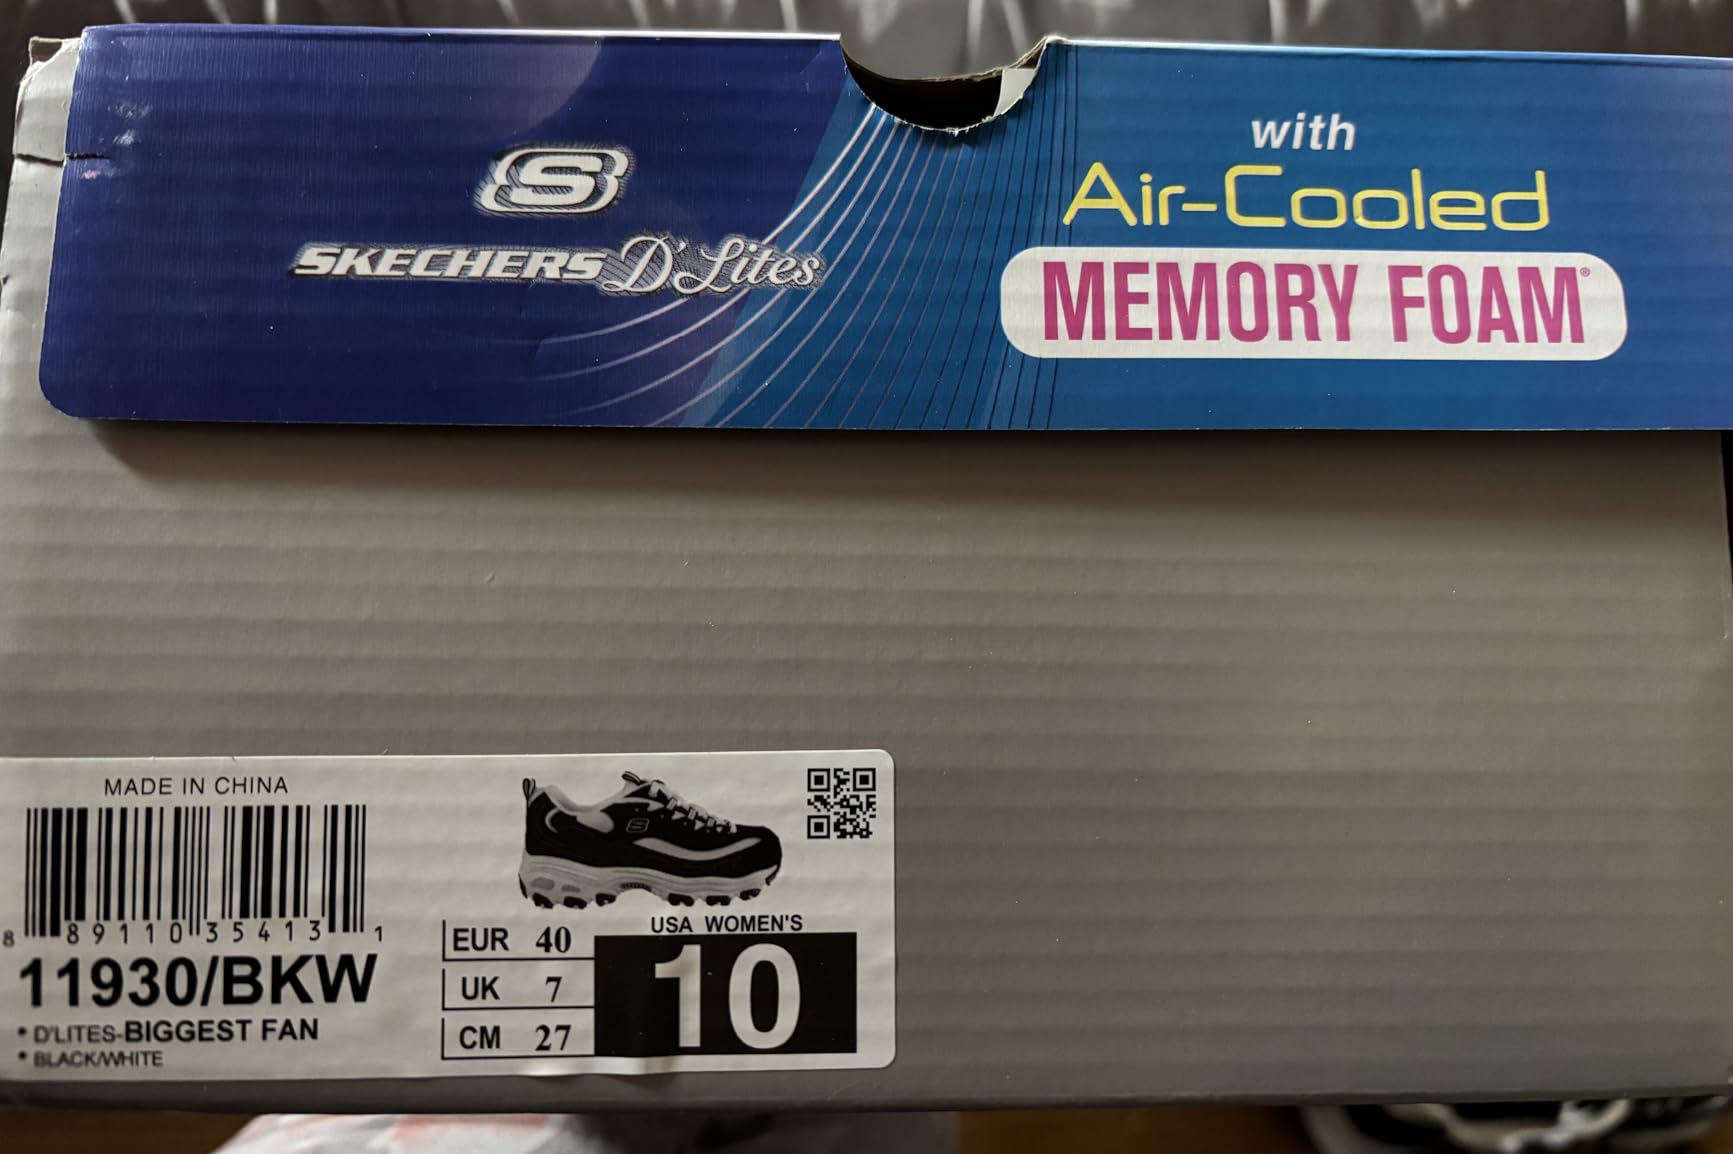 S
SKECHERS D'Lites
with
Air-Cooled
MEMORY FOAM®
MADE IN CHINA
8 89110 35413 1
11930/BKW
• D'LITES-BIGGEST FAN
• BLACK/WHITE
S
USA WOMEN'S
10
EUR 40
UK 7
CM 27